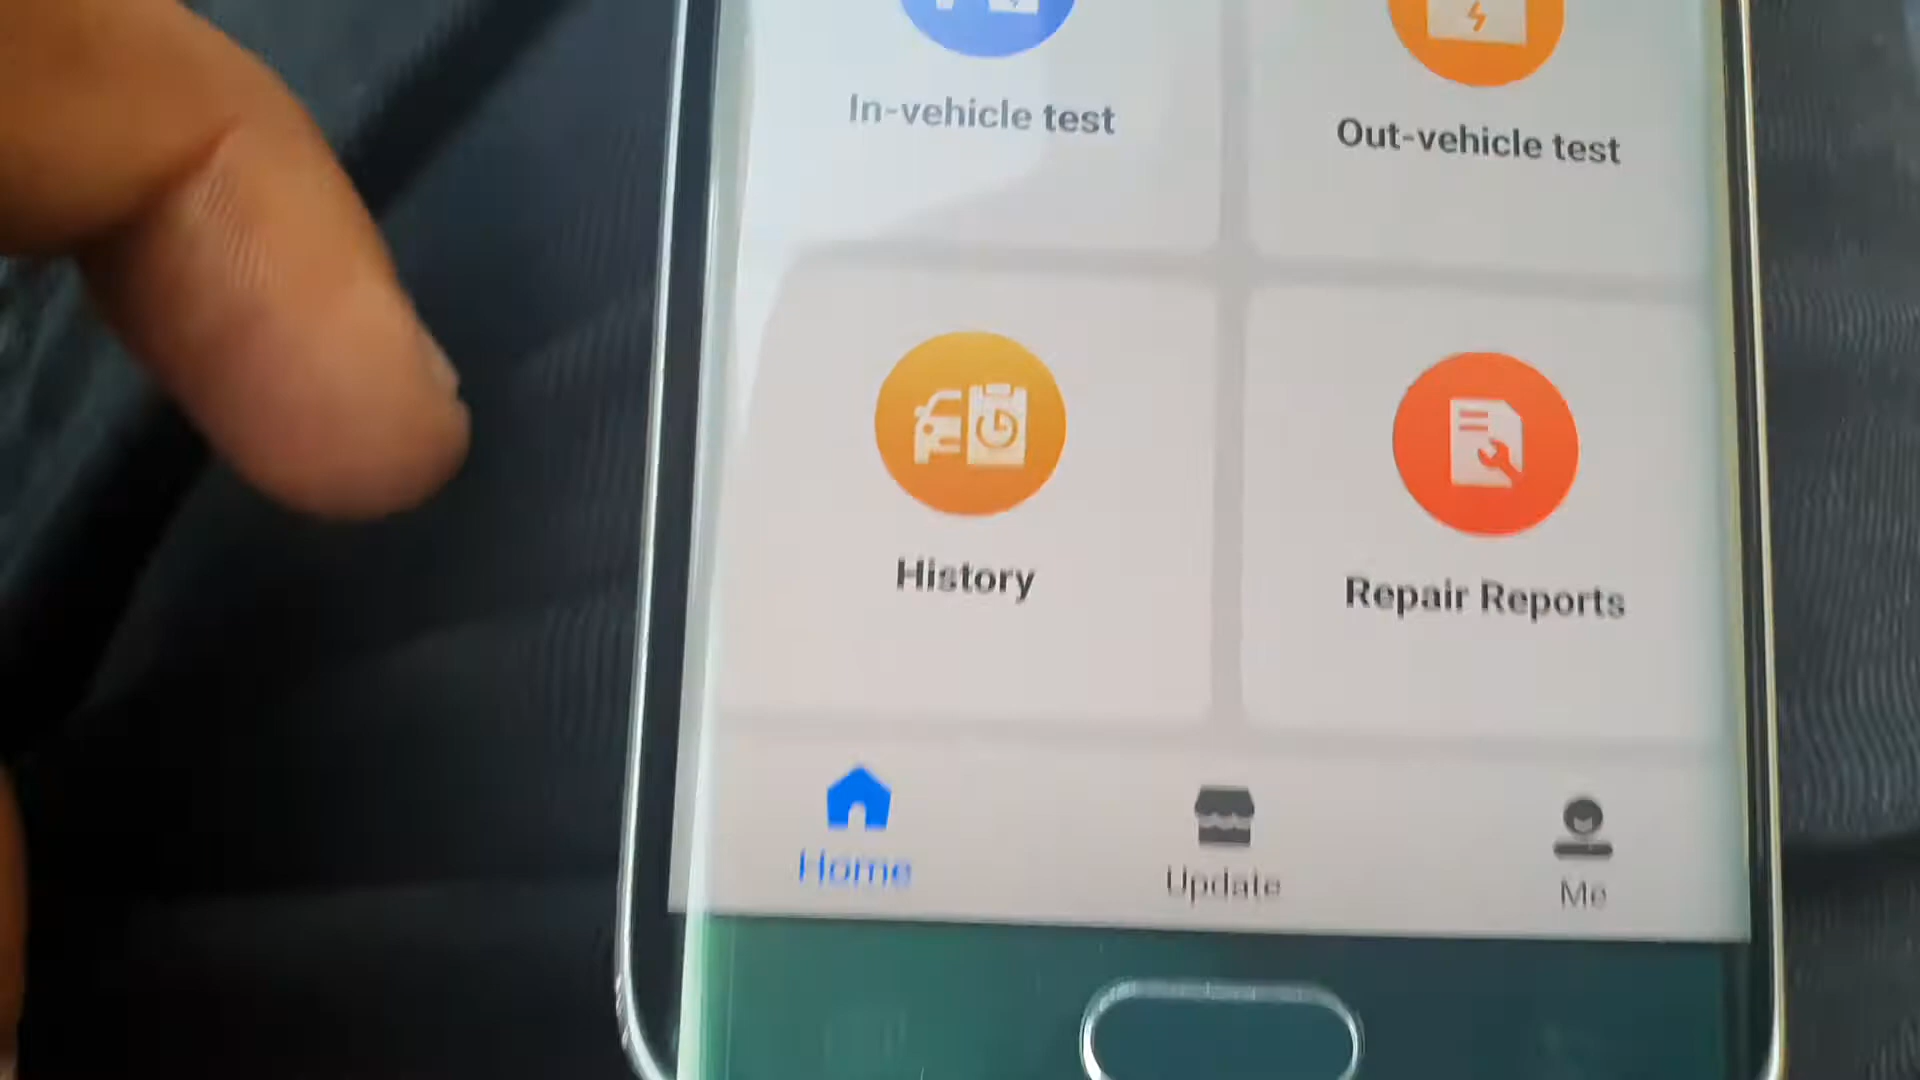 In-vehicle test
Out-vehicle test
History
Repair Reports
Home
Update
Me